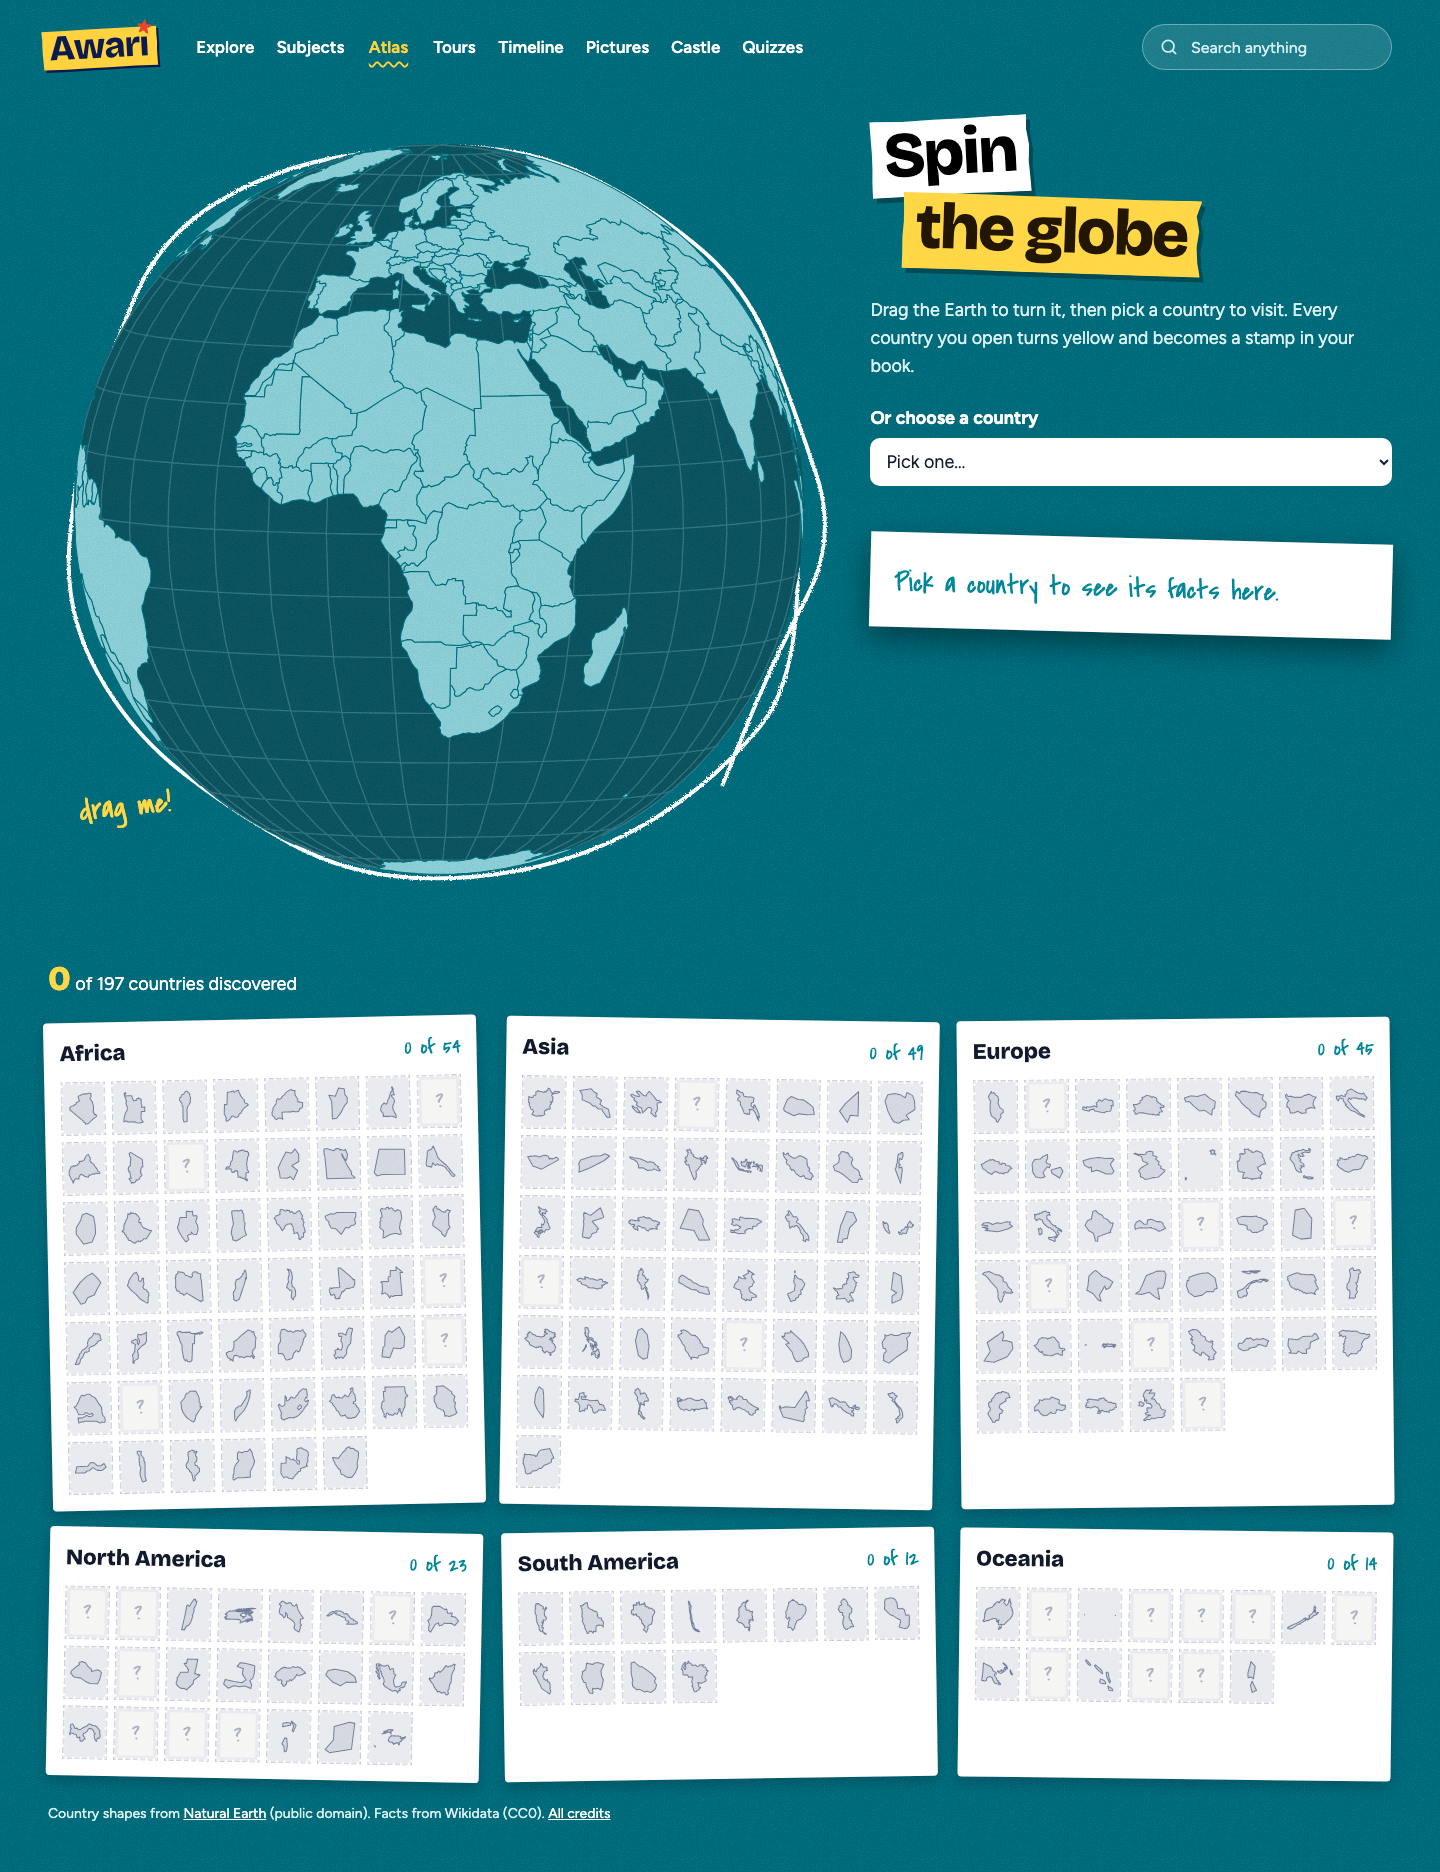 Awari
Explore Subjects Atlas Tours Timeline Pictures Castle Quizzes
Search anything
Spin
the globe
Drag the Earth to turn it, then pick a country to visit. Every
country you open turns yellow and becomes a stamp in your
book.
Or choose a country
Pick one...
Pick a country to see its facts here.
drag me!
0 of 197 countries discovered
Africa 0 of 54
?
?
?
?
?
Asia 0 of 49
?
?
?
Europe 0 of 45
?
? ?
?
?
?
North America 0 of 23
? ? ?
?
? ? ?
South America 0 of 12
Oceania 0 of 14
? ? ? ? ?
? ? ?
Country shapes from Natural Earth (public domain). Facts from Wikidata (CC0). All credits